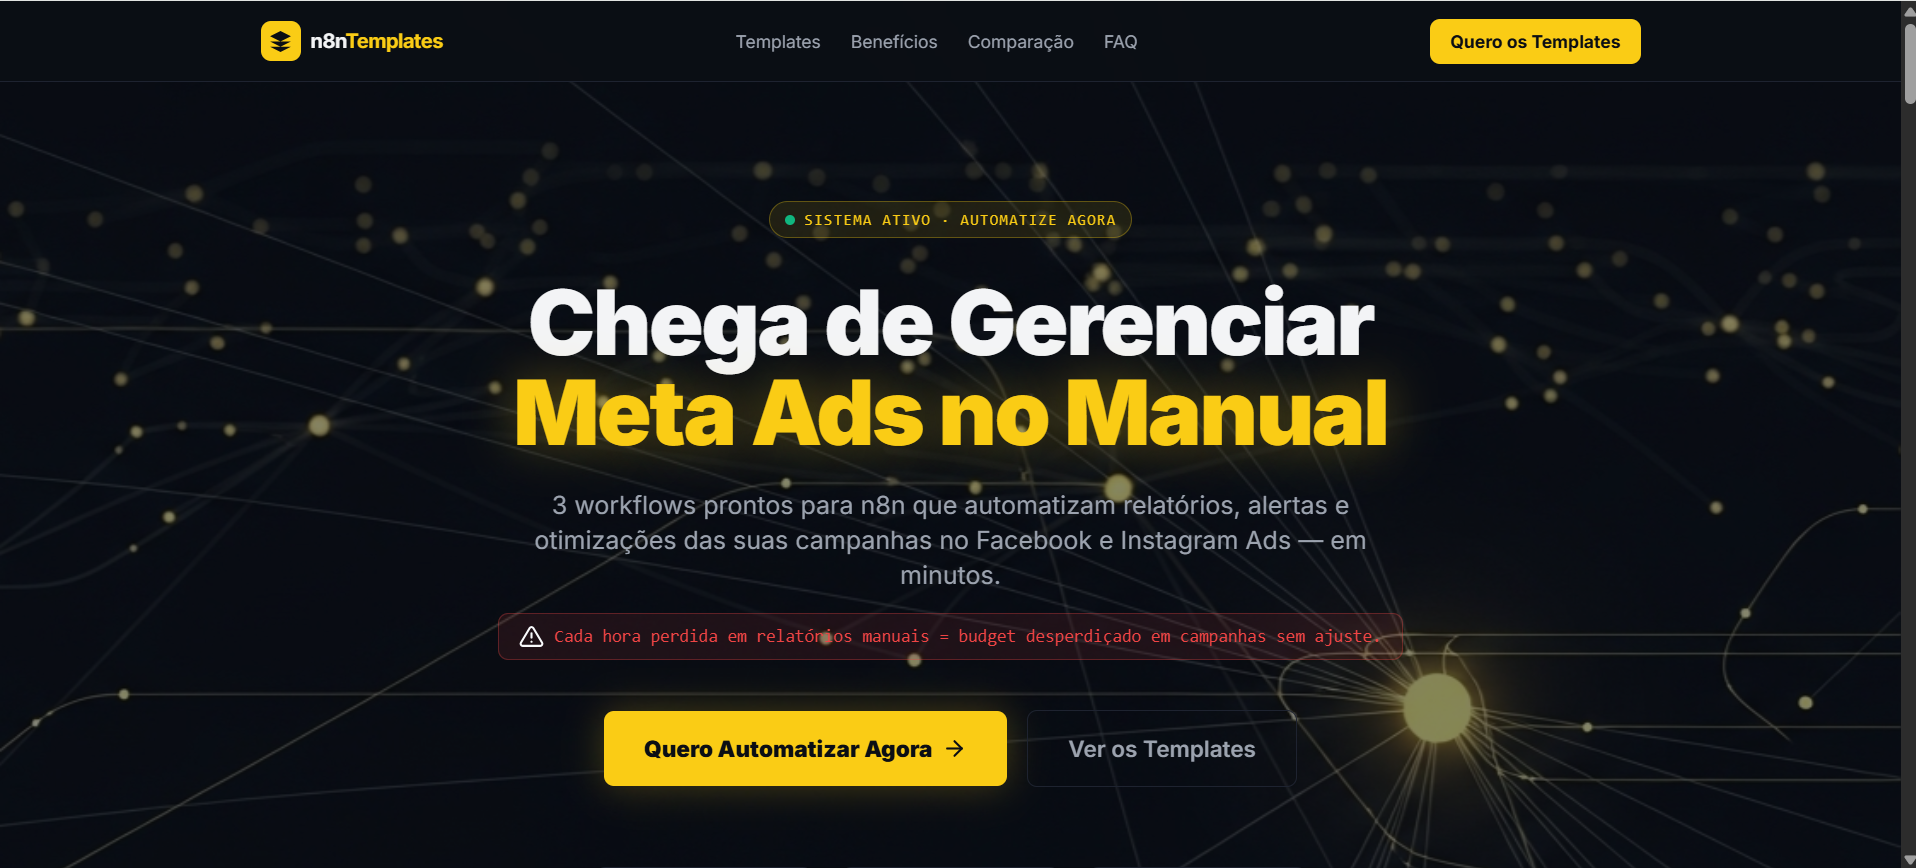 n8nTemplates
Templates Benefícios Comparação FAQ
Quero os Templates
SISTEMA ATIVO · AUTOMATIZE AGORA
Chega de Gerenciar
Meta Ads no Manual
3 workflows prontos para n8n que automatizam relatórios, alertas e
otimizações das suas campanhas no Facebook e Instagram Ads — em
minutos.
Cada hora perdida em relatórios manuais = budget desperdiçado em campanhas sem ajuste.
Quero Automatizar Agora →
Ver os Templates